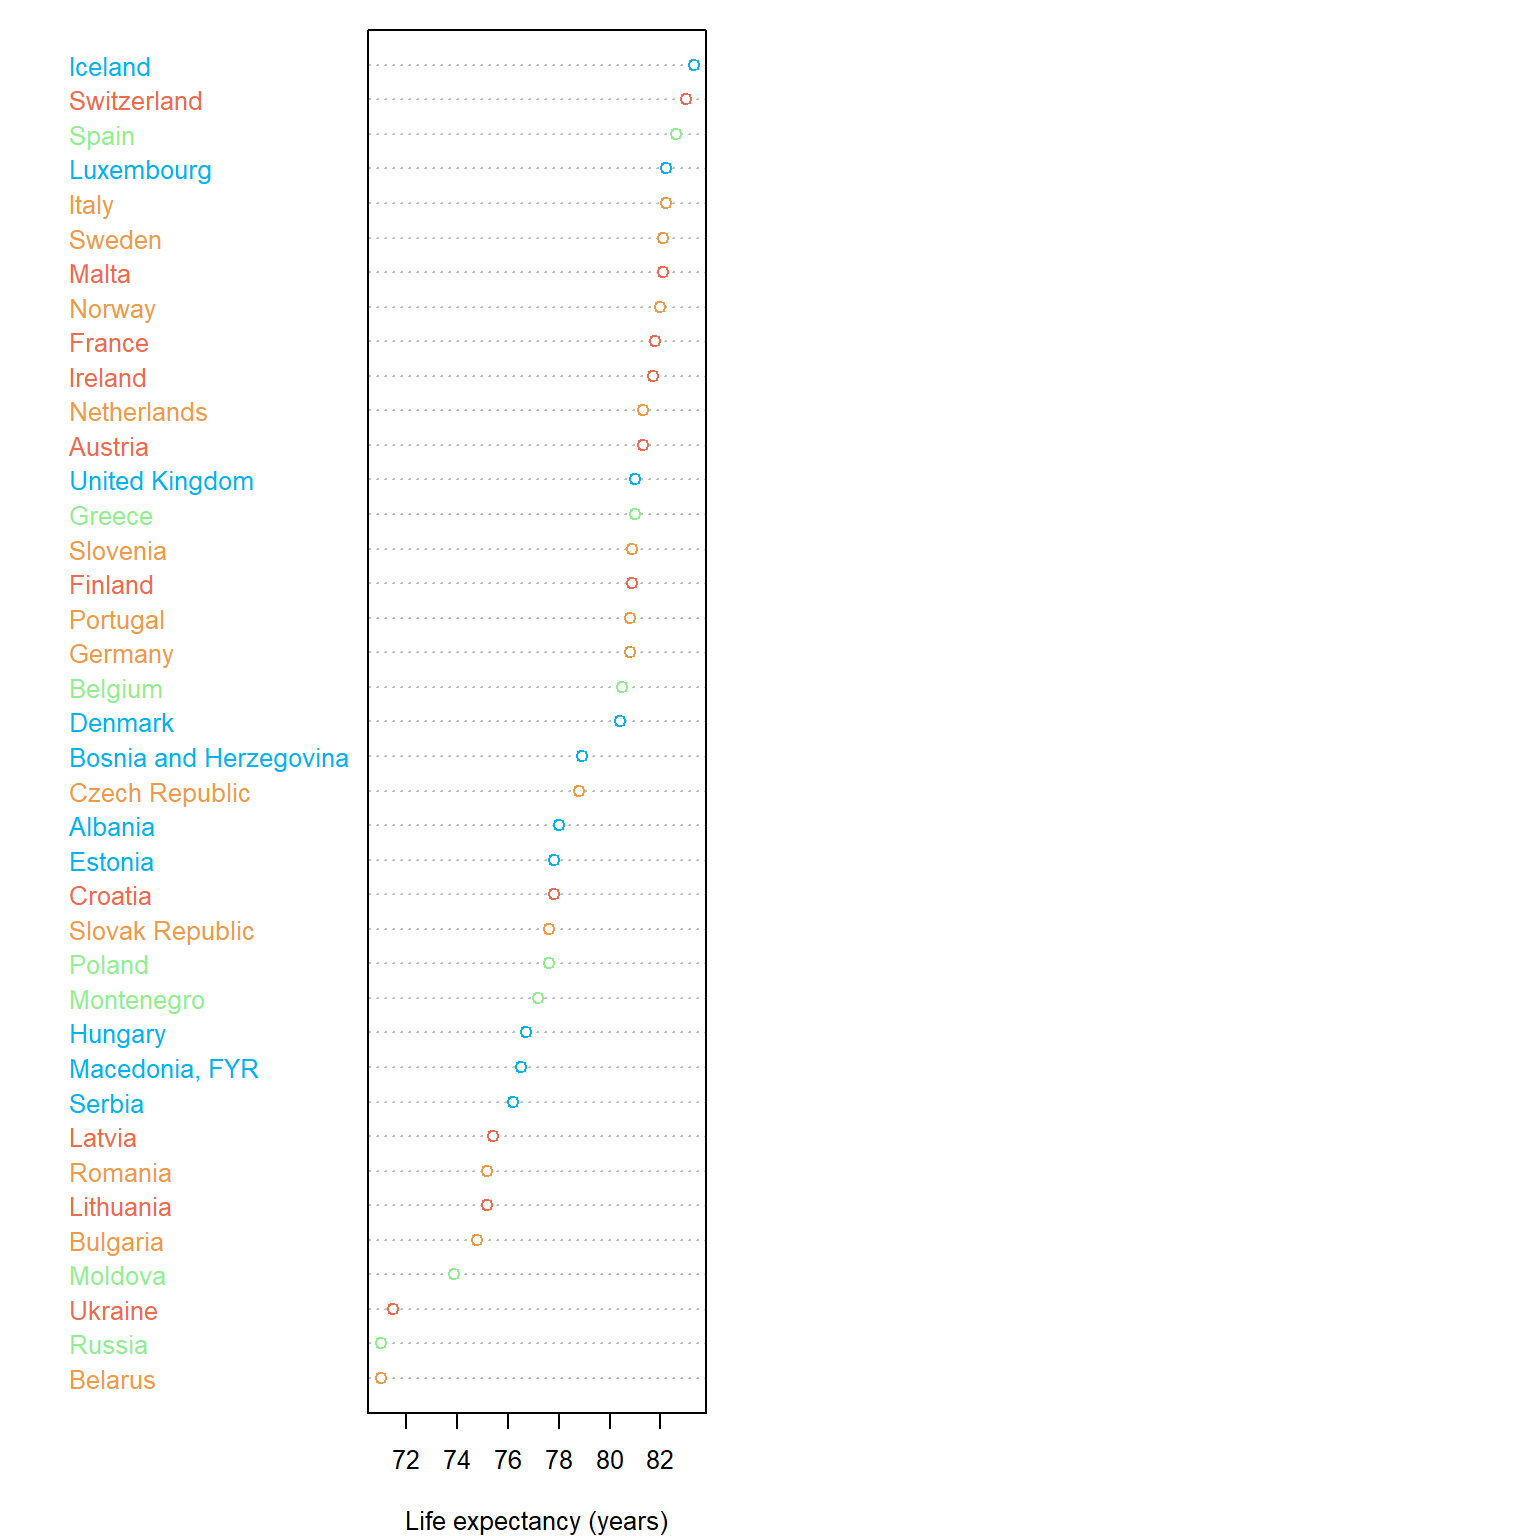 Iceland
Switzerland
Spain
Luxembourg
Italy
Sweden
Malta
Norway
France
Ireland
Netherlands
Austria
United Kingdom
Greece
Slovenia
Finland
Portugal
Germany
Belgium
Denmark
Bosnia and Herzegovina
Czech Republic
Albania
Estonia
Croatia
Slovak Republic
Poland
Montenegro
Hungary
Macedonia, FYR
Serbia
Latvia
Romania
Lithuania
Bulgaria
Moldova
Ukraine
Russia
Belarus
72 74 76 78 80 82
Life expectancy (years)